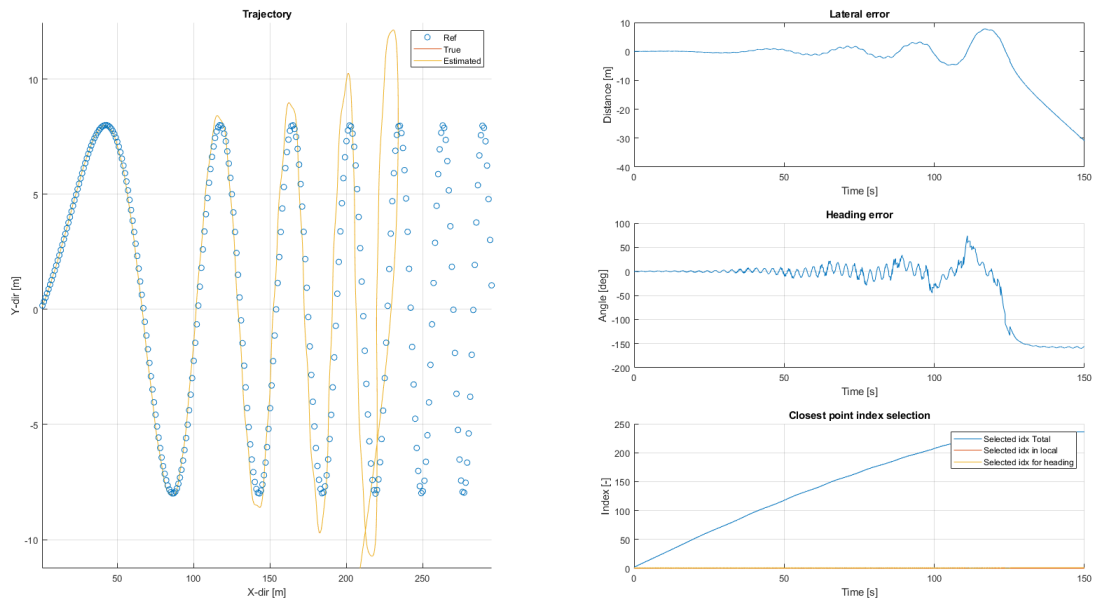 Trajectory
Ref
True
Estimated
10
5
0
-5
-10
Y-dir [m]
50
100
150
200
250
X-dir [m]
Lateral error
10
0
-10
-20
-30
-40
Distance [m]
0
50
100
150
Time [s]
Heading error
100
50
0
-50
-100
-150
-200
Angle [deg]
0
50
100
150
Time [s]
Closest point index selection
Selected idx Total
Selected idx in local
Selected idx for heading
250
200
150
100
50
0
Index [-]
0
50
100
150
Time [s]